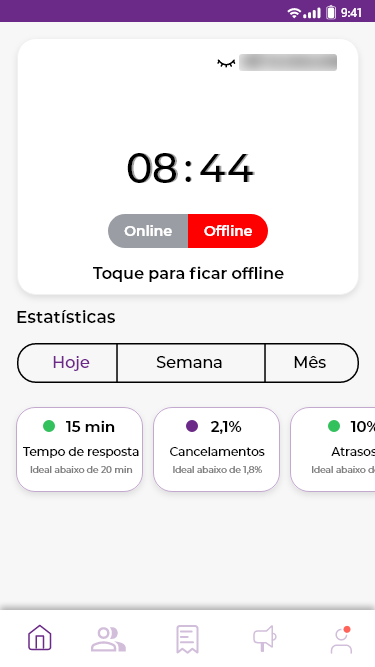 9:41
08:44
Online Offline
Toque para ficar offline
Estatísticas
Hoje Semana Mês
15 min 2,1% 10%
Tempo de resposta Cancelamentos Atrasos
Ideal abaixo de 20 min Ideal abaixo de 1,8% Ideal abaixo de